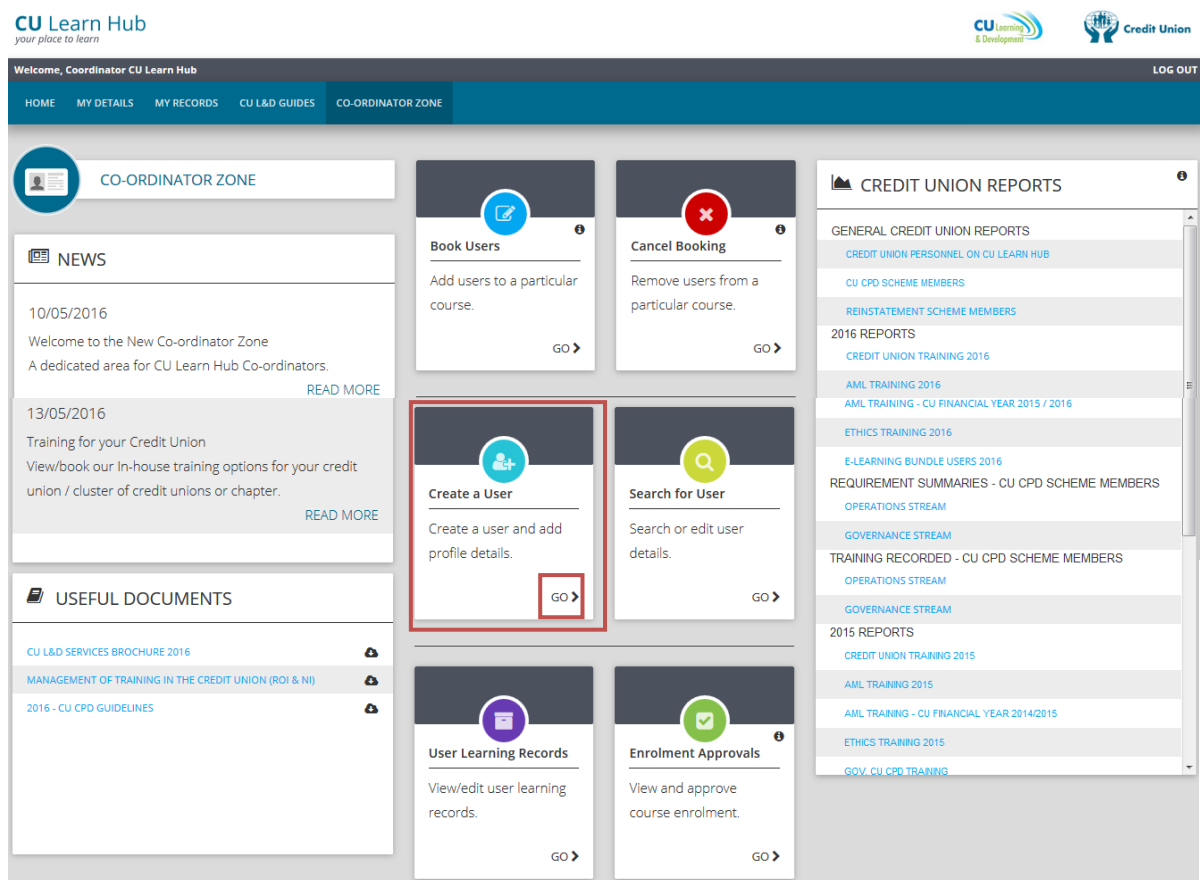 CU Learn Hub
your place to learn
CU Learning
& Development
Credit Union
Welcome, Coordinator CU Learn Hub
LOG OUT
HOME
MY DETAILS
MY RECORDS
CU L&D GUIDES
CO-ORDINATOR ZONE
CO-ORDINATOR ZONE
NEWS
10/05/2016
Welcome to the New Co-ordinator Zone
A dedicated area for CU Learn Hub Co-ordinators.
READ MORE
13/05/2016
Training for your Credit Union
View/book our In-house training options for your credit
union / cluster of credit unions or chapter.
READ MORE
USEFUL DOCUMENTS
CU L&D SERVICES BROCHURE 2016
MANAGEMENT OF TRAINING IN THE CREDIT UNION (ROI & NI)
2016 - CU CPD GUIDELINES
Book Users
Add users to a particular
course.
GO
Cancel Booking
Remove users from a
particular course.
GO
Create a User
Create a user and add
profile details.
GO
Search for User
Search or edit user
details.
GO
User Learning Records
View/edit user learning
records.
GO
Enrolment Approvals
View and approve
course enrolment.
GO
CREDIT UNION REPORTS
GENERAL CREDIT UNION REPORTS
CREDIT UNION PERSONNEL ON CU LEARN HUB
CU CPD SCHEME MEMBERS
REINSTATEMENT SCHEME MEMBERS
2016 REPORTS
CREDIT UNION TRAINING 2016
AML TRAINING 2016
AML TRAINING - CU FINANCIAL YEAR 2015 / 2016
ETHICS TRAINING 2016
E-LEARNING BUNDLE USERS 2016
REQUIREMENT SUMMARIES - CU CPD SCHEME MEMBERS
OPERATIONS STREAM
GOVERNANCE STREAM
TRAINING RECORDED - CU CPD SCHEME MEMBERS
OPERATIONS STREAM
GOVERNANCE STREAM
2015 REPORTS
CREDIT UNION TRAINING 2015
AML TRAINING 2015
AML TRAINING - CU FINANCIAL YEAR 2014/2015
ETHICS TRAINING 2015
GOV. CU CPD TRAINING